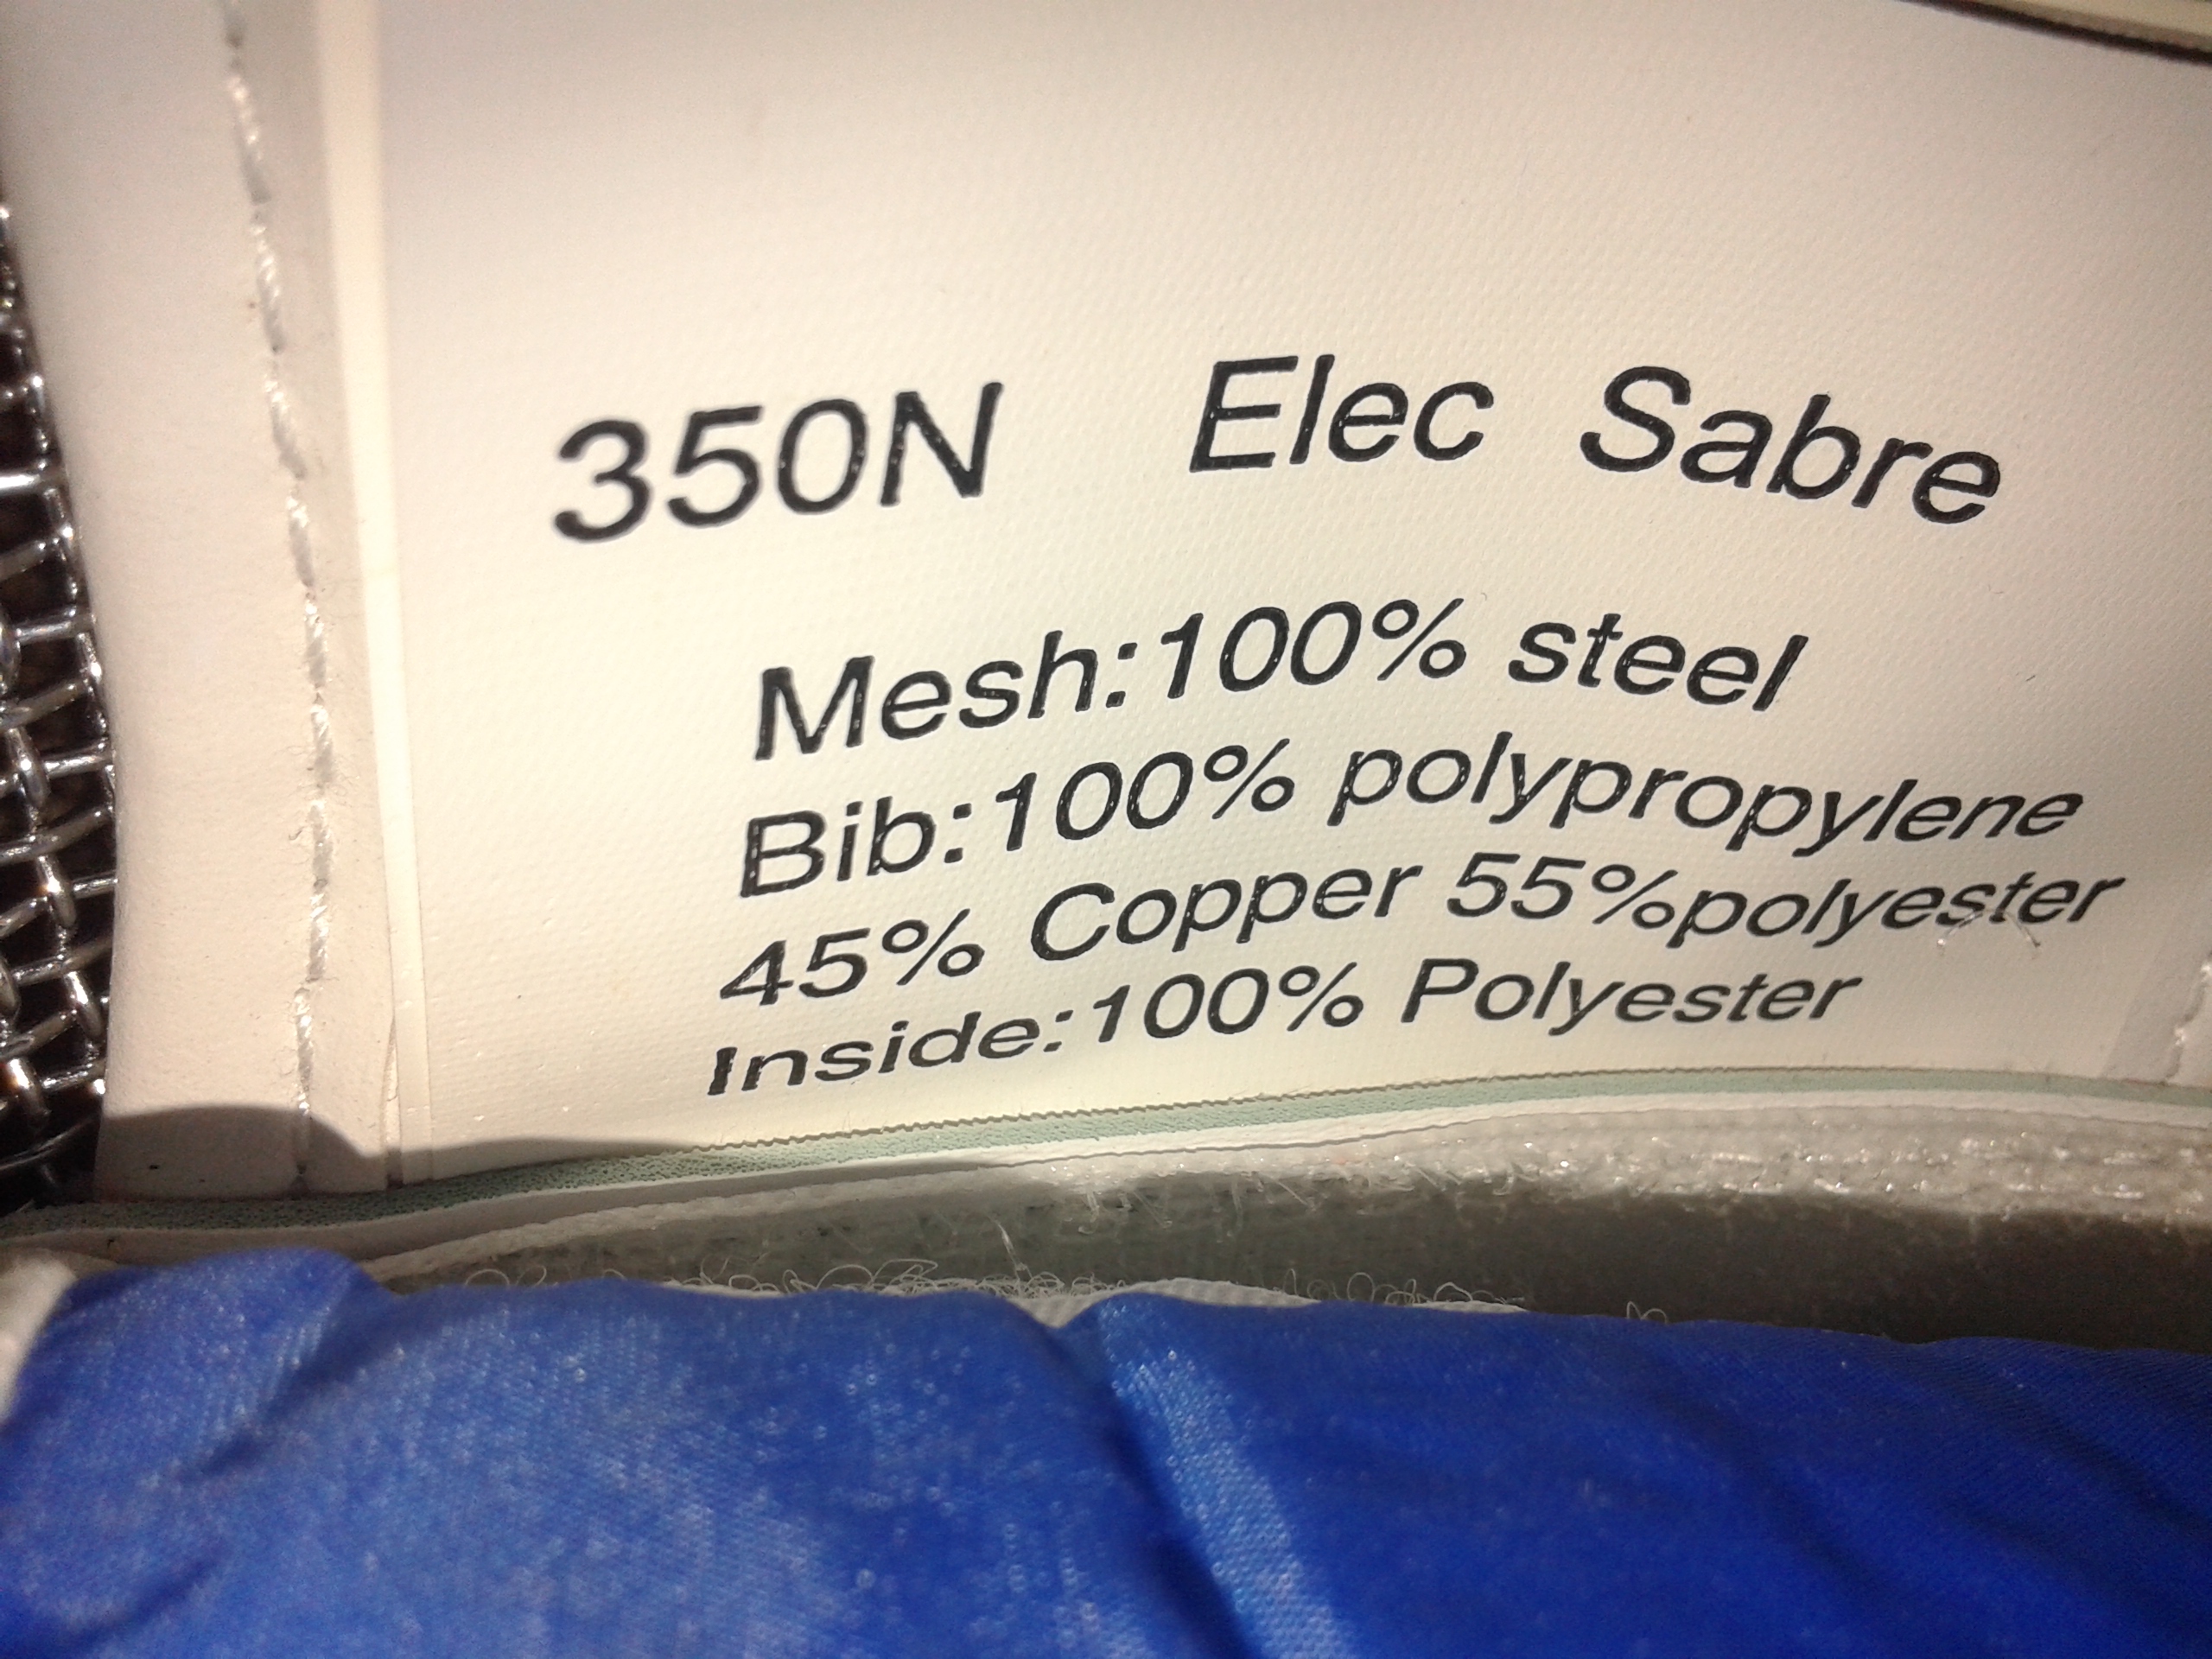 350N Elec Sabre
Mesh:100% steel
Bib:100% polypropylene
45% Copper 55%polyester
Inside:100% Polyester